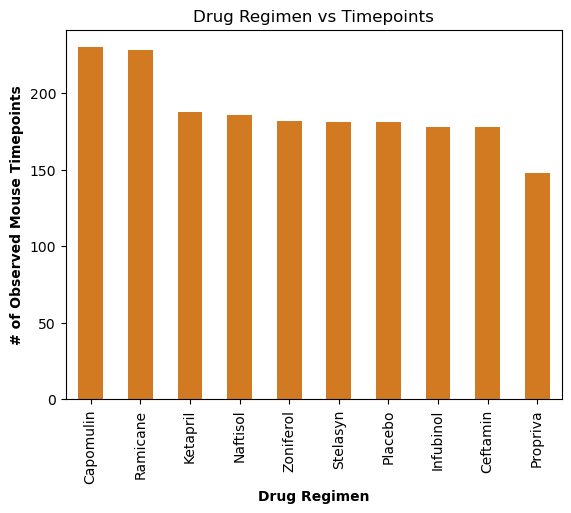 Drug Regimen vs Timepoints
# of Observed Mouse Timepoints
200
150
100
50
0
Capomulin
Ramicane
Ketapril
Naftisol
Zoniferol
Stelasyn
Placebo
Infubinol
Ceftamin
Propriva
Drug Regimen